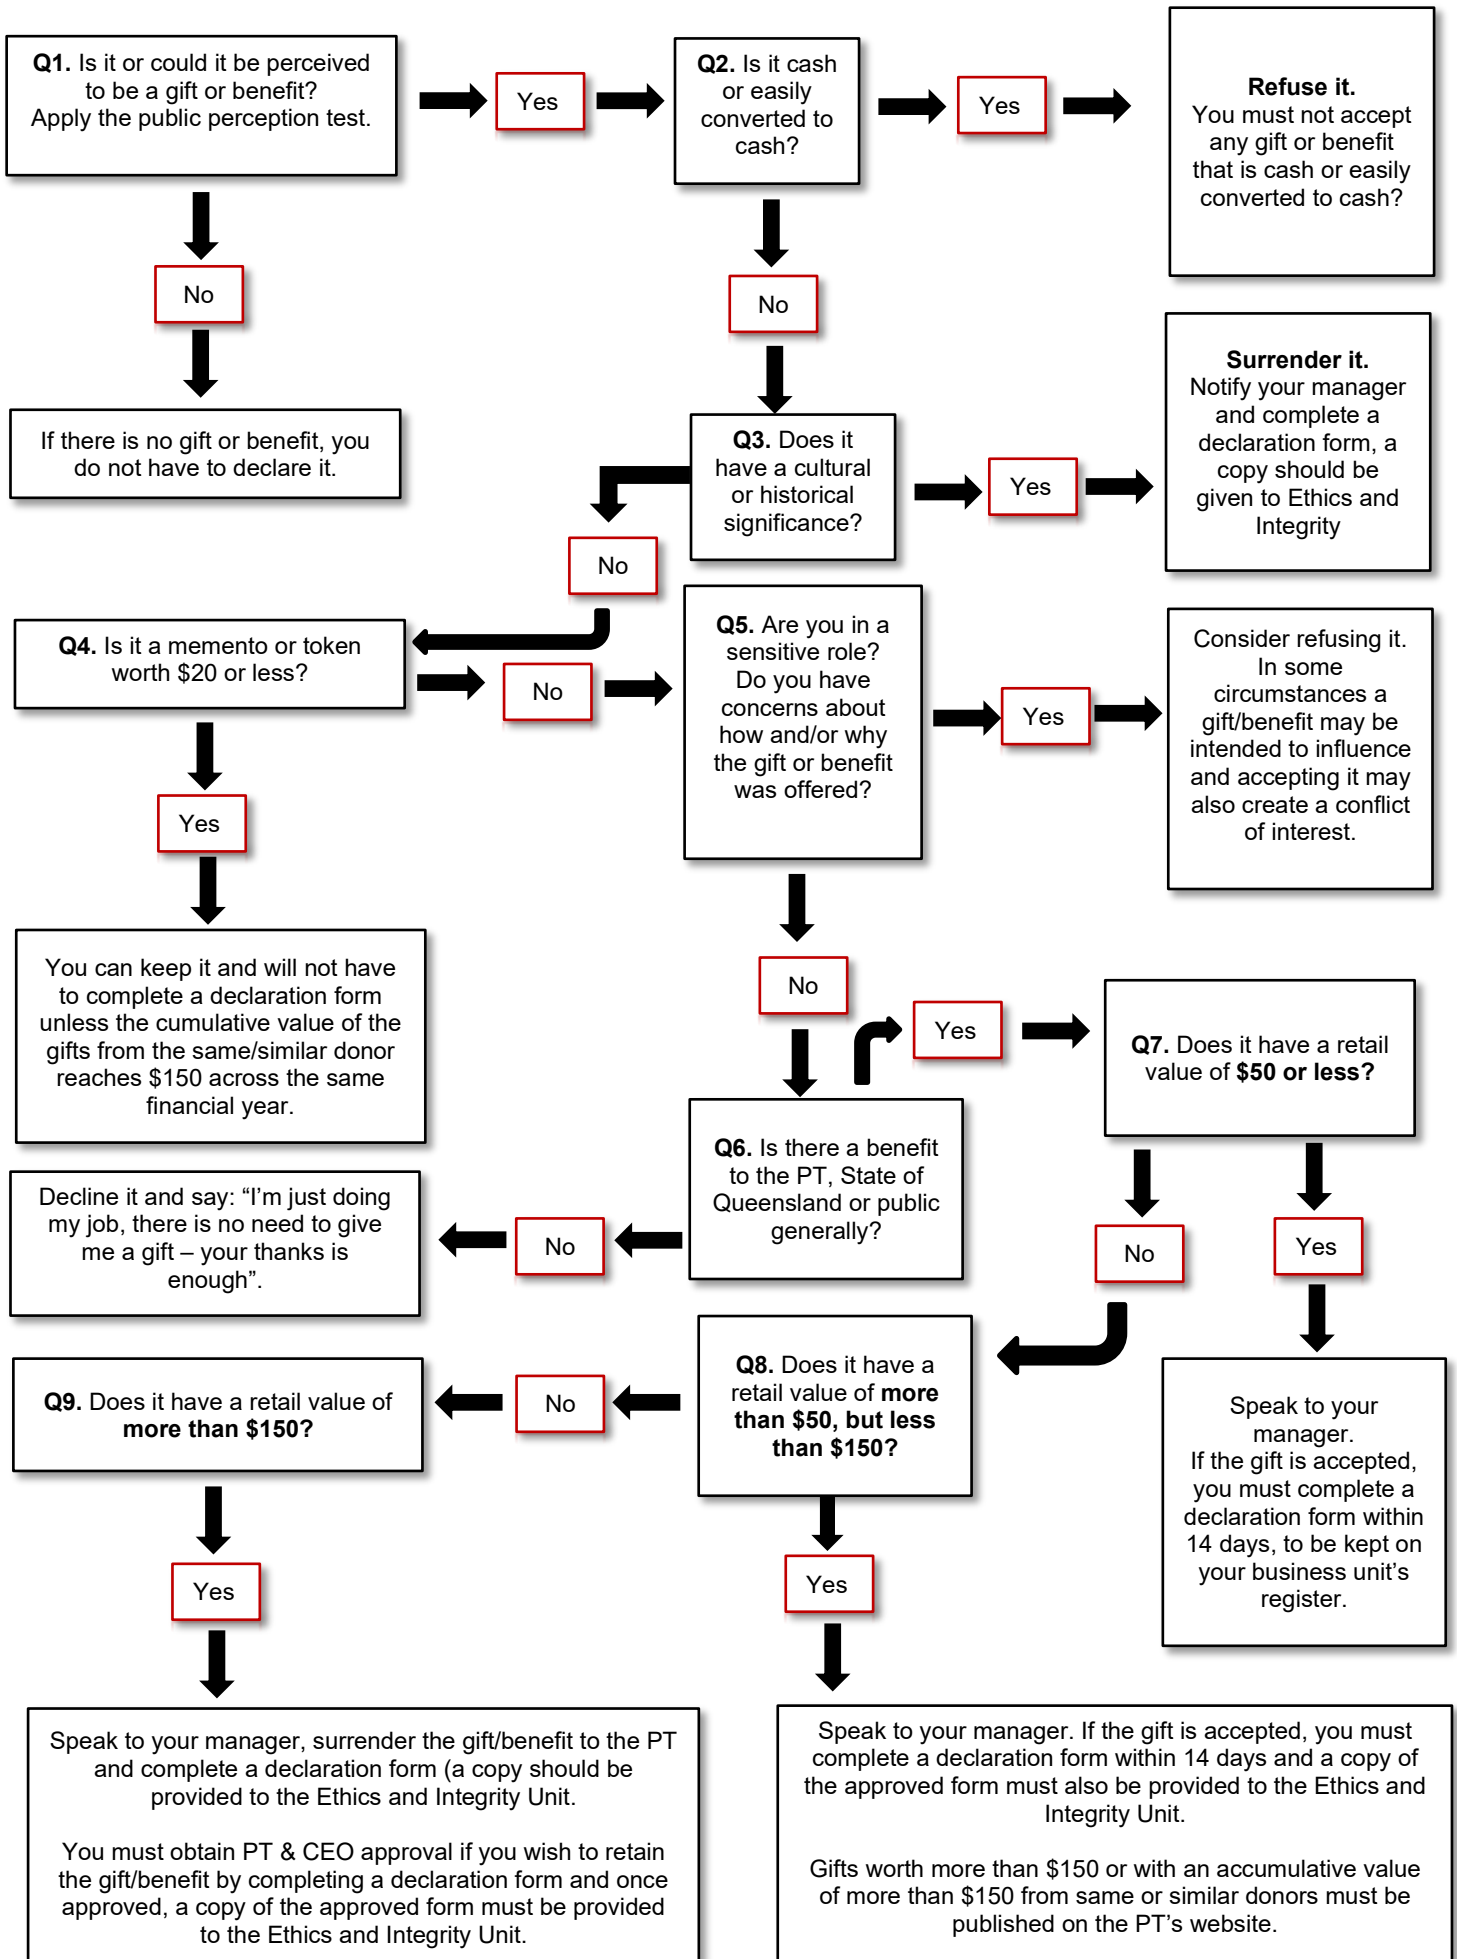 Q1. Is it or could it be perceived
to be a gift or benefit?
Apply the public perception test.
Yes
Q2. Is it cash
or easily
converted to
cash?
Yes
Refuse it.
You must not accept
any gift or benefit
that is cash or easily
converted to cash?
No
If there is no gift or benefit, you
do not have to declare it.
No
Q3. Does it
have a cultural
or historical
significance?
Yes
Surrender it.
Notify your manager
and complete a
declaration form, a
copy should be
given to Ethics and
Integrity
No
Q4. Is it a memento or token
worth $20 or less?
No
Q5. Are you in a
sensitive role?
Do you have
concerns about
how and/or why
the gift or benefit
was offered?
Yes
Consider refusing it.
In some
circumstances a
gift/benefit may be
intended to influence
and accepting it may
also create a conflict
of interest.
Yes
You can keep it and will not have
to complete a declaration form
unless the cumulative value of the
gifts from the same/similar donor
reaches $150 across the same
financial year.
No
Yes
Q7. Does it have a retail
value of $50 or less?
Q6. Is there a benefit
to the PT, State of
Queensland or public
generally?
No
Decline it and say: “I’m just doing
my job, there is no need to give
me a gift – your thanks is
enough”.
No
Yes
Q8. Does it have a
retail value of more
than $50, but less
than $150?
No
Q9. Does it have a retail value of
more than $150?
Speak to your
manager.
If the gift is accepted,
you must complete a
declaration form within
14 days, to be kept on
your business unit’s
register.
Yes
Yes
Speak to your manager, surrender the gift/benefit to the PT
and complete a declaration form (a copy should be
provided to the Ethics and Integrity Unit.
You must obtain PT & CEO approval if you wish to retain
the gift/benefit by completing a declaration form and once
approved, a copy of the approved form must be provided
to the Ethics and Integrity Unit.
Speak to your manager. If the gift is accepted, you must
complete a declaration form within 14 days and a copy of
the approved form must also be provided to the Ethics and
Integrity Unit.
Gifts worth more than $150 or with an accumulative value
of more than $150 from same or similar donors must be
published on the PT’s website.